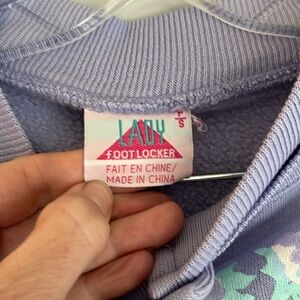 LADY
FOOT LOCKER
FAIT EN CHINE/
MADE IN CHINA